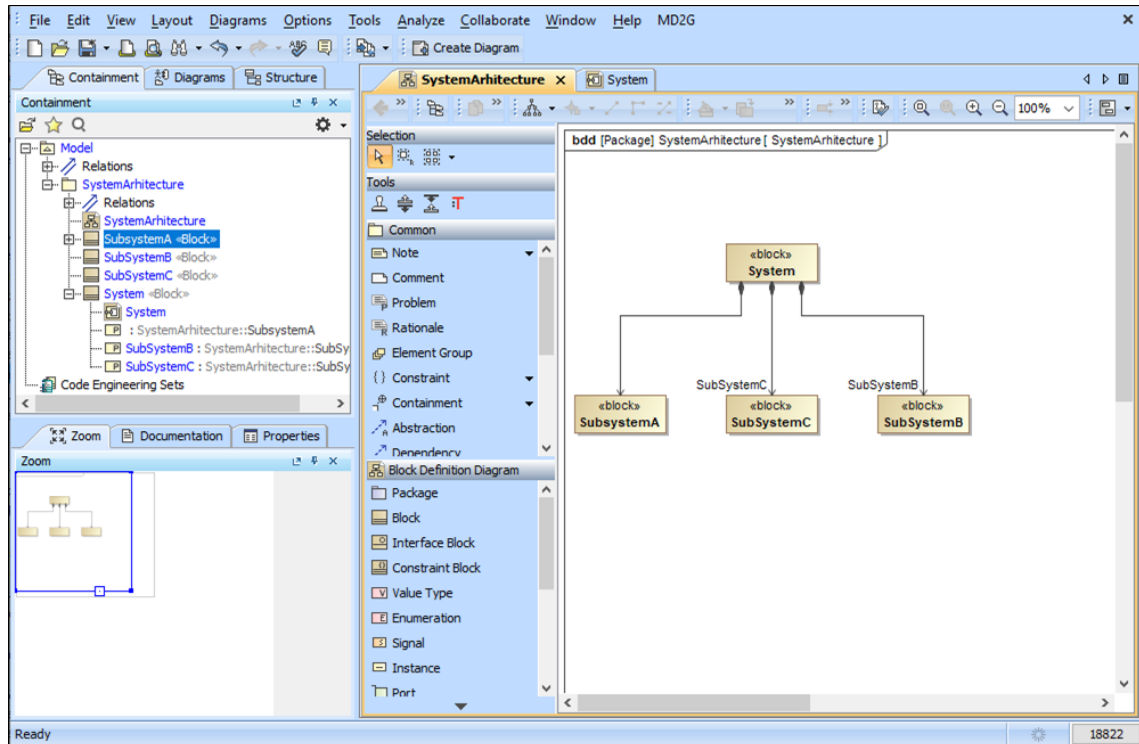 File Edit View Layout Diagrams Options Tools Analyze Collaborate Window Help MD2G
Create Diagram
Containment Diagrams Structure
Containment
Model
Relations
SystemArhitecture
Relations
SystemArhitecture
SubsystemA «Block»
SubSystemB «Block»
SubSystemC «Block»
System «Block»
System
P : SystemArhitecture::SubsystemA
P SubSystemB : SystemArhitecture::SubSy
P SubSystemC : SystemArhitecture::SubSy
Code Engineering Sets
Zoom Documentation Properties
Zoom
SystemArhitecture System
100%
Selection
Tools
Common
Note
Comment
Problem
Rationale
Element Group
{} Constraint
Containment
Abstraction
Dependency
Block Definition Diagram
Package
Block
Interface Block
Constraint Block
V Value Type
E Enumeration
S Signal
Instance
Port
bdd [Package] SystemArhitecture [ SystemArhitecture ]
«block»
System
SubSystemC SubSystemB
«block» «block» «block»
SubsystemA SubSystemC SubSystemB
Ready 18822